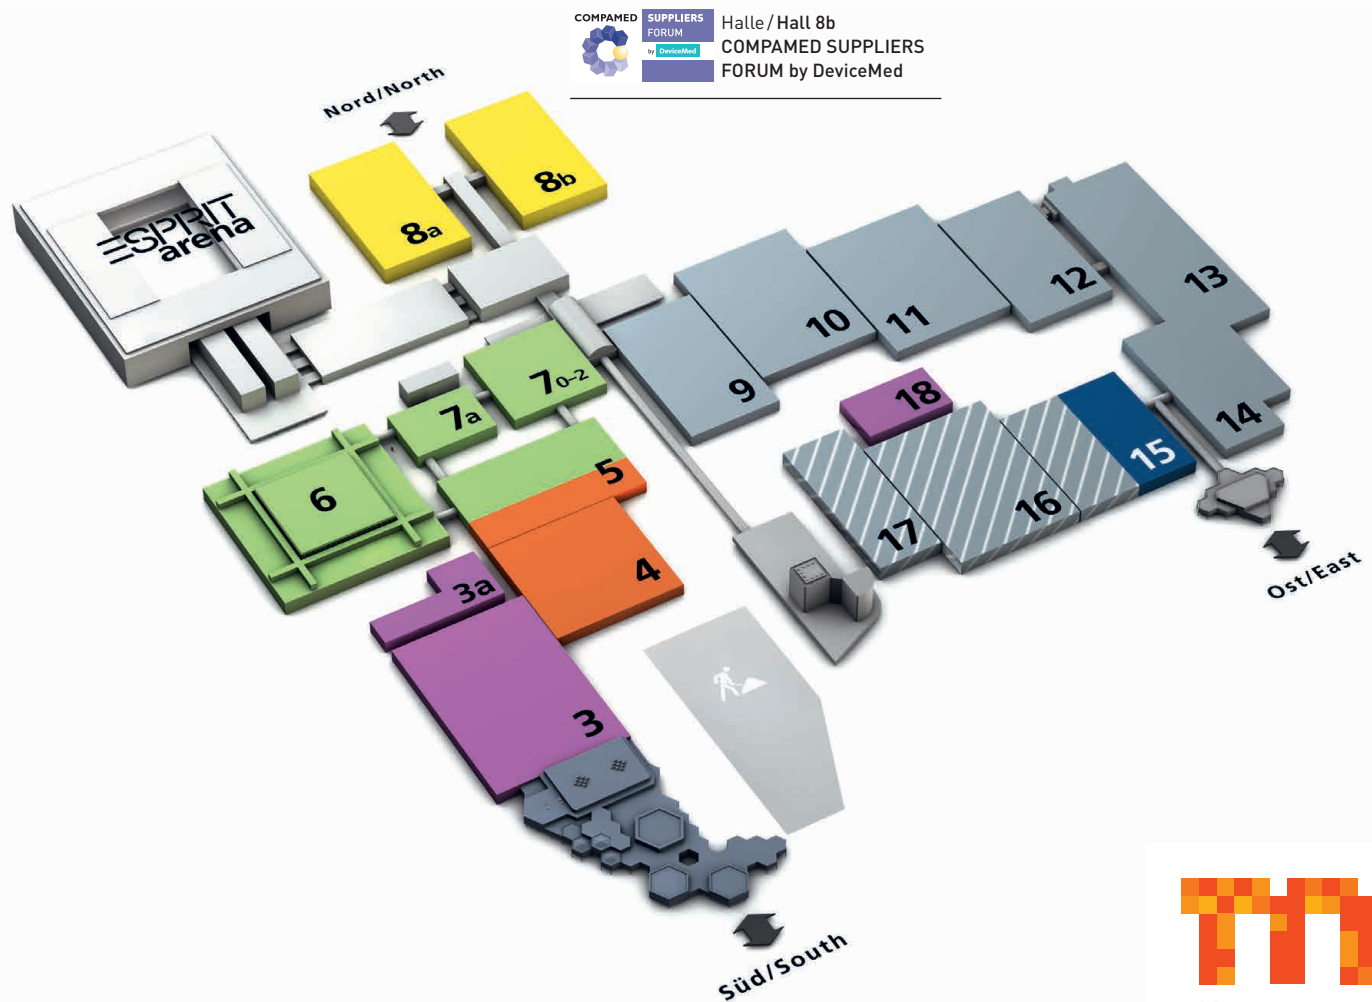 COMPAMED
SUPPLIERS
FORUM
by DeviceMed
Halle / Hall 8b
COMPAMED SUPPLIERS
FORUM by DeviceMed
Nord/North
ESPRIT
arena
8a
8b
9
10
11
12
13
14
15
16
17
18
7a
7 0–2
6
5
4
3a
3
Ost/East
Süd/South